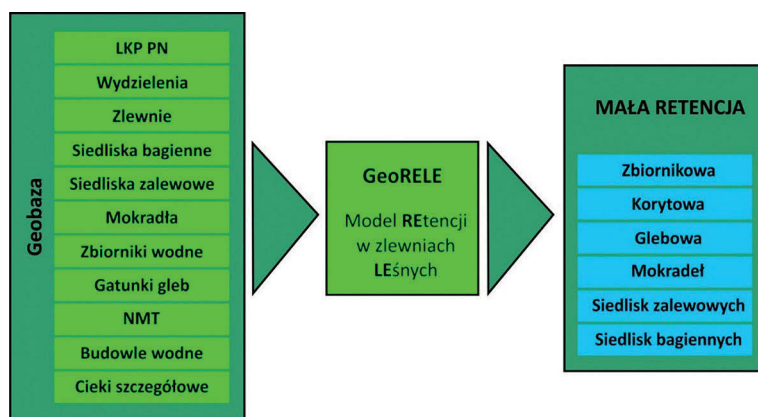 Geobaza
LKP PN
Wydzielenia
Zlewnie
Siedliska bagienne
Siedliska zalewowe
Mokradła
Zbiorniki wodne
Gatunki gleb
NMT
Budowle wodne
Cieki szczegółowe
GeoRELE
Model REtencji
w zlewniach
LEśnych
MAŁA RETENCJA
Zbiornikowa
Korytowa
Glebowa
Mokradeł
Siedlisk zalewowych
Siedlisk bagiennych